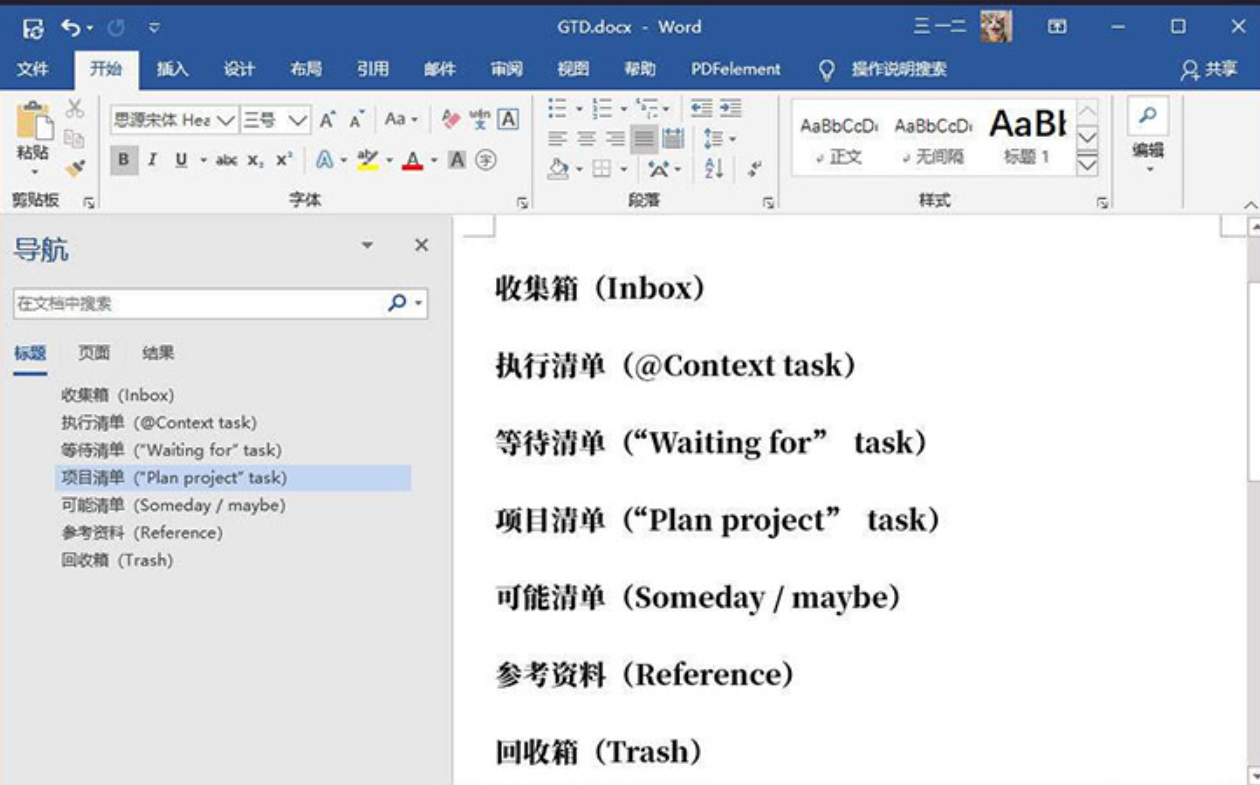 GTD.docx - Word
三 一二
文件 开始 插入 设计 布局 引用 邮件 审阅 视图 帮助 PDFelement 操作说明搜索 共享
思源宋体 Hea 三号 Aa wén 文 A
粘贴
B I U abc X₂ X² A aby A A 字
剪贴板
字体
段落
AaBbCcDı AaBbCcDı AaBb
正文 无间隔 标题 1
样式
编辑
导航
在文档中搜索
标题 页面 结果
收集箱（Inbox）
执行清单（@Context task）
等待清单（“Waiting for” task）
项目清单（“Plan project” task）
可能清单（Someday / maybe）
参考资料（Reference）
回收箱（Trash）
收集箱（Inbox）
执行清单（@Context task）
等待清单（“Waiting for” task）
项目清单（“Plan project” task）
可能清单（Someday / maybe）
参考资料（Reference）
回收箱（Trash）